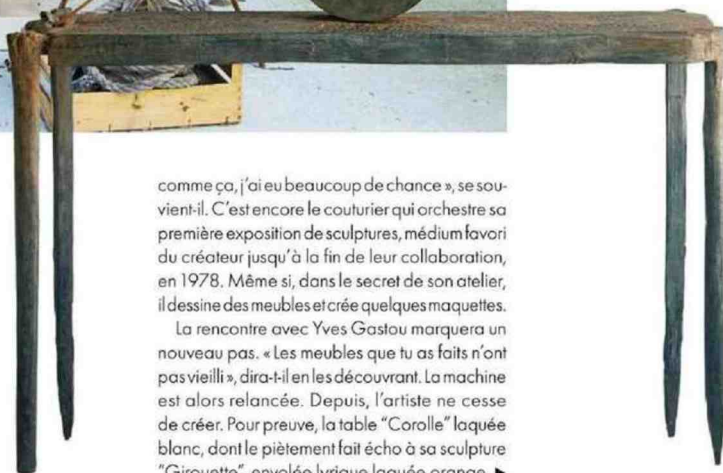 comme ça, j'ai eu beaucoup de chance », se sou-
vient-il. C'est encore le couturier qui orchestre sa
première exposition de sculptures, médium favori
du créateur jusqu'à la fin de leur collaboration,
en 1978. Même si, dans le secret de son atelier,
il dessine des meubles et crée quelques maquettes.
La rencontre avec Yves Gastou marquera un
nouveau pas. « Les meubles que tu as faits n'ont
pas vieilli », dira-t-il en les découvrant. La machine
est alors relancée. Depuis, l'artiste ne cesse
de créer. Pour preuve, la table "Corolle" laquée
blanc, dont le piètement fait écho à sa sculpture
"Girouette", envolée lyrique laquée orange. ▶